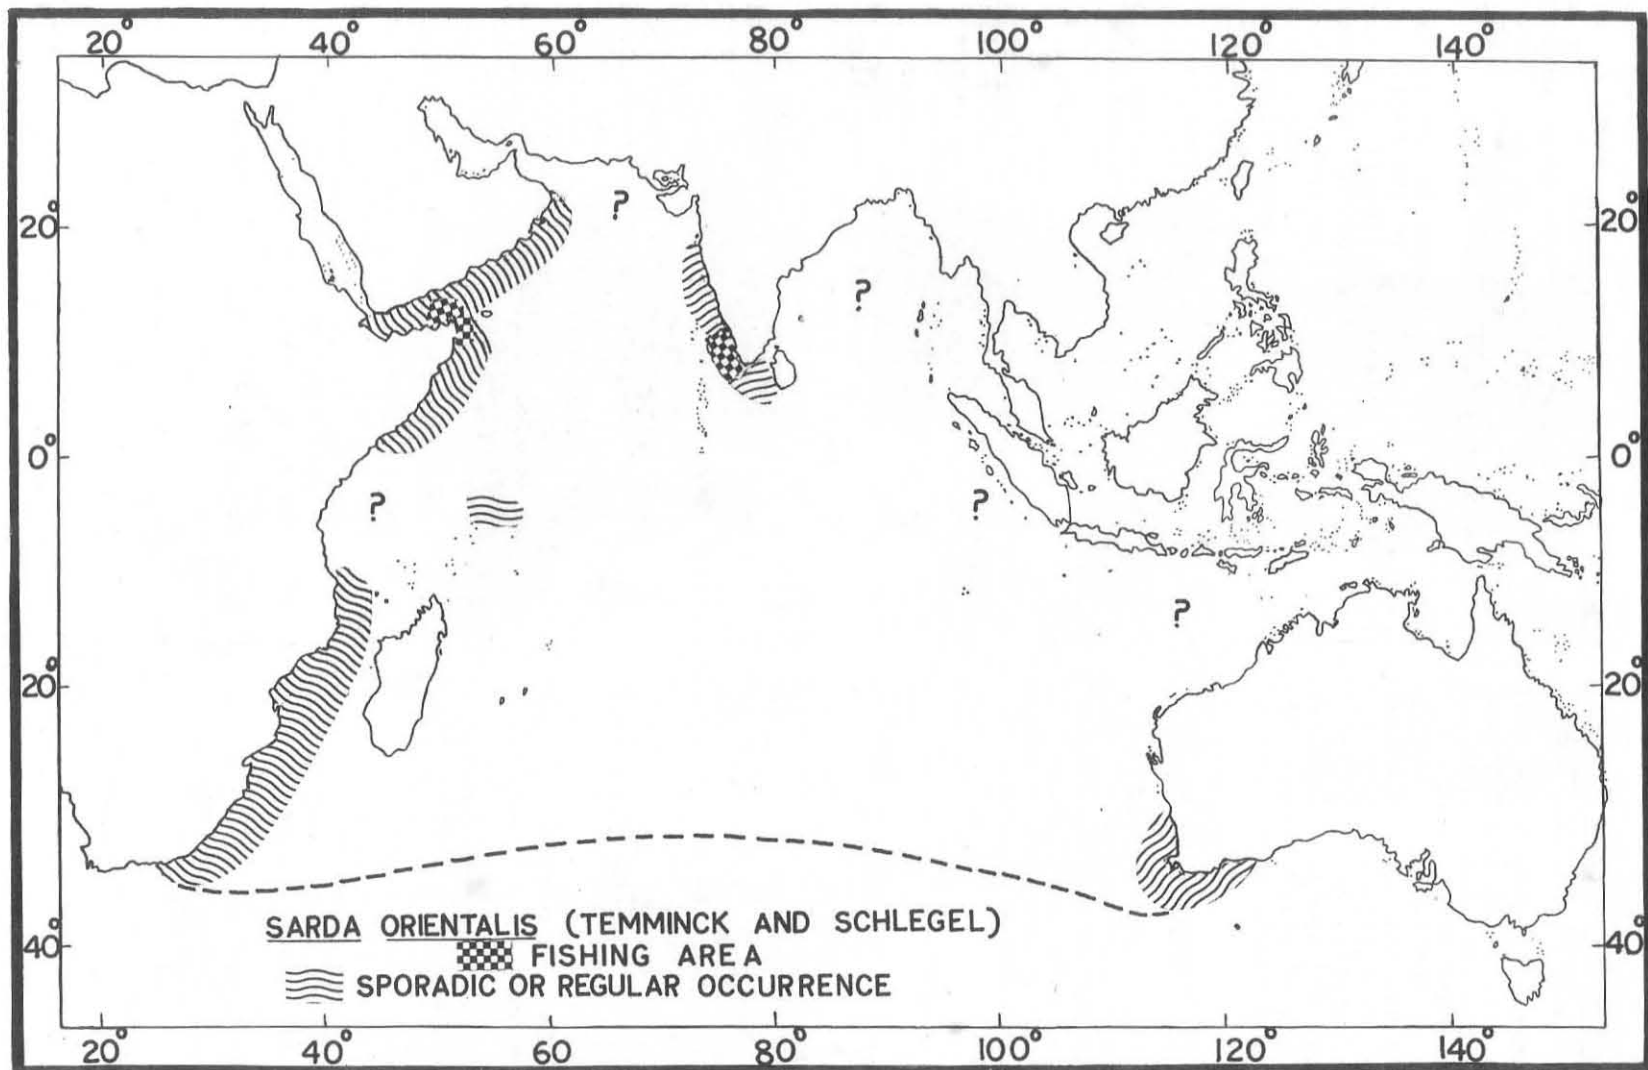 20° 40° 60° 80° 100° 120° 140°
20° 20°
?
?
0° 0°
? ?
?
20° 20°
SARDA ORIENTALIS (TEMMINCK AND SCHLEGEL)
40° 40°
FISHING AREA
SPORADIC OR REGULAR OCCURRENCE
20° 40° 60° 80° 100° 120° 140°